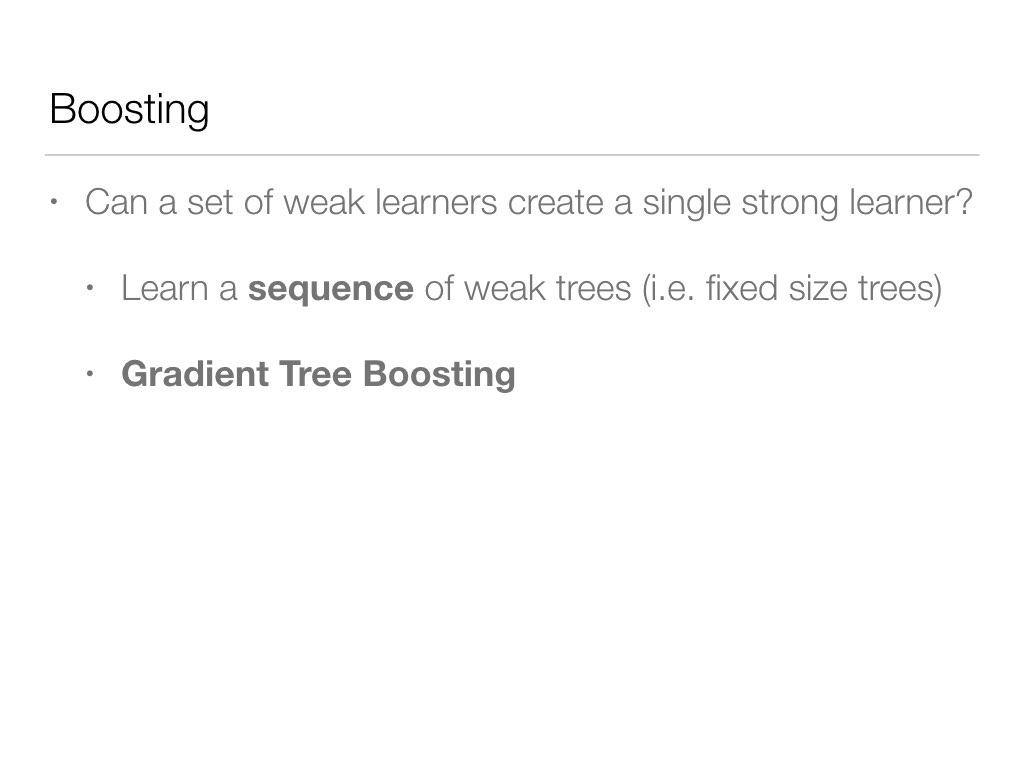 Boosting
• Can a set of weak learners create a single strong learner?
• Learn a sequence of weak trees (i.e. fixed size trees)
• Gradient Tree Boosting